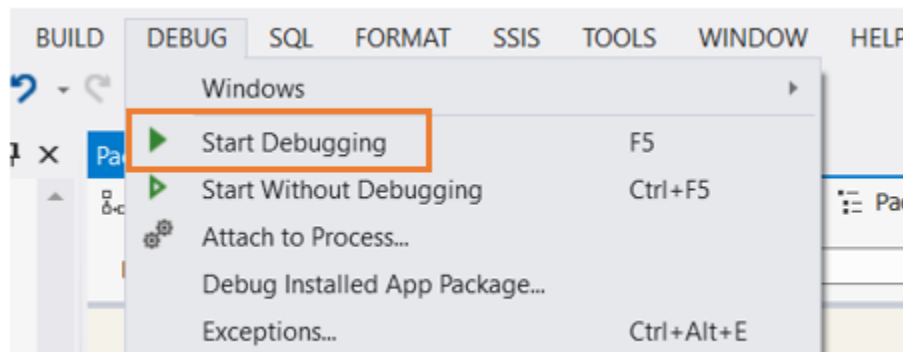 BUILD DEBUG SQL FORMAT SSIS TOOLS WINDOW HELP
Windows
Start Debugging F5
Start Without Debugging Ctrl+F5
Attach to Process...
Debug Installed App Package...
Exceptions... Ctrl+Alt+E